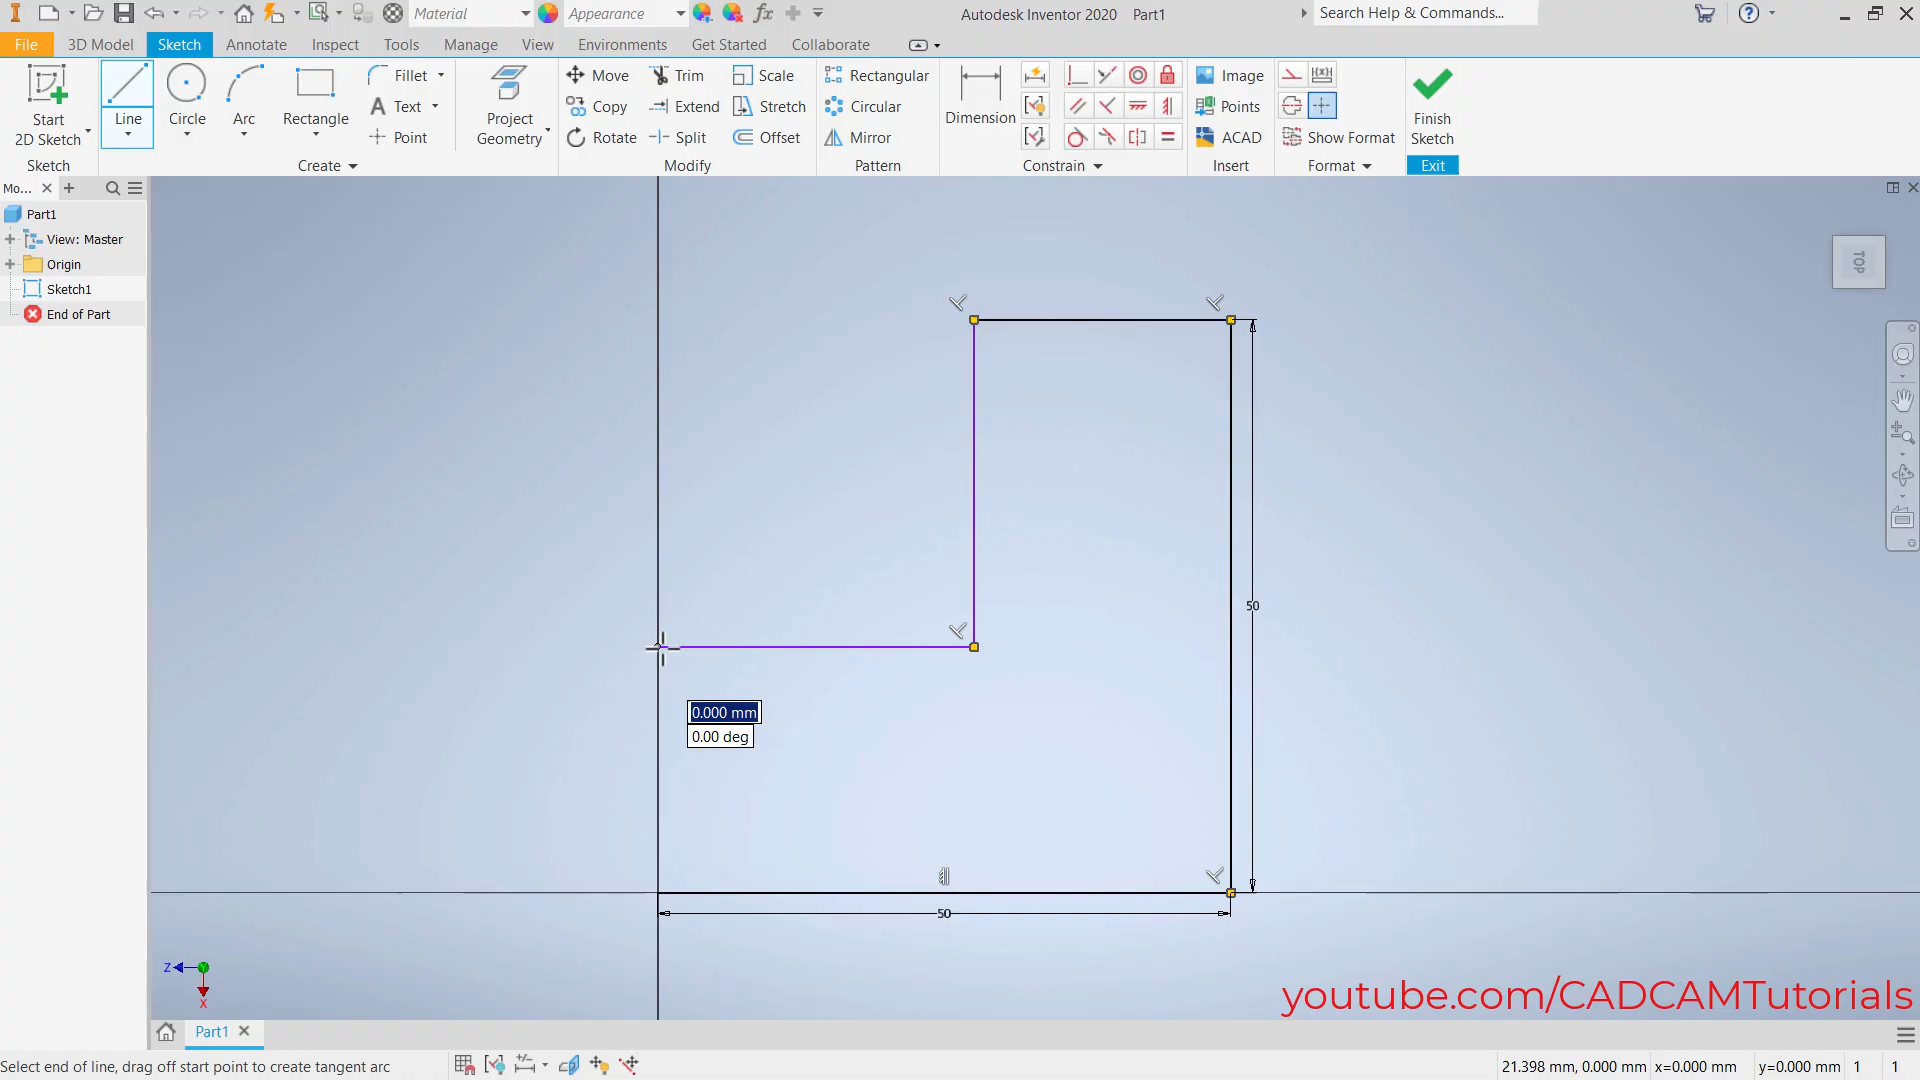 Material
Appearance
Autodesk Inventor 2020 Part1
Search Help & Commands...
File 3D Model Sketch Annotate Inspect Tools Manage View Environments Get Started Collaborate
Start
2D Sketch
Sketch
Line
Circle
Arc
Rectangle
Fillet
Text
Point
Create
Project
Geometry
Move
Copy
Rotate
Trim
Extend
Split
Scale
Stretch
Offset
Modify
Rectangular
Circular
Mirror
Pattern
Dimension
Constrain
Image
Points
ACAD
Insert
Show Format
Format
Finish
Sketch
Exit
Mo...
Part1
View: Master
Origin
Sketch1
End of Part
TOP
50
0.000 mm
0.00 deg
50
Z
Y
X
youtube.com/CADCAMTutorials
Part1
Select end of line, drag off start point to create tangent arc
21.398 mm, 0.000 mm x=0.000 mm y=0.000 mm 1 1